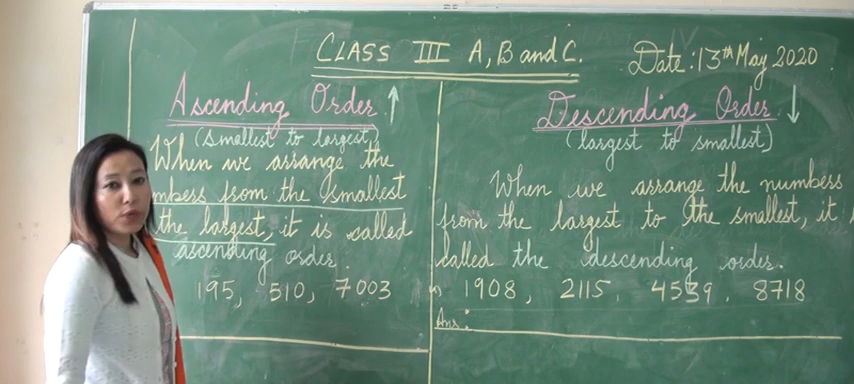 CLASS III A, B and C.
Date: 13th May 2020
Ascending Order ↑
(smallest to largest)
When we arrange the
mbers from the smallest
the largest, it is called
ascending order.
195, 510, 7003
Descending Order ↓
(largest to smallest)
When we arrange the numbers
from the largest to the smallest, it
called the descending order.
1908, 2115, 4539, 8718
Ans: